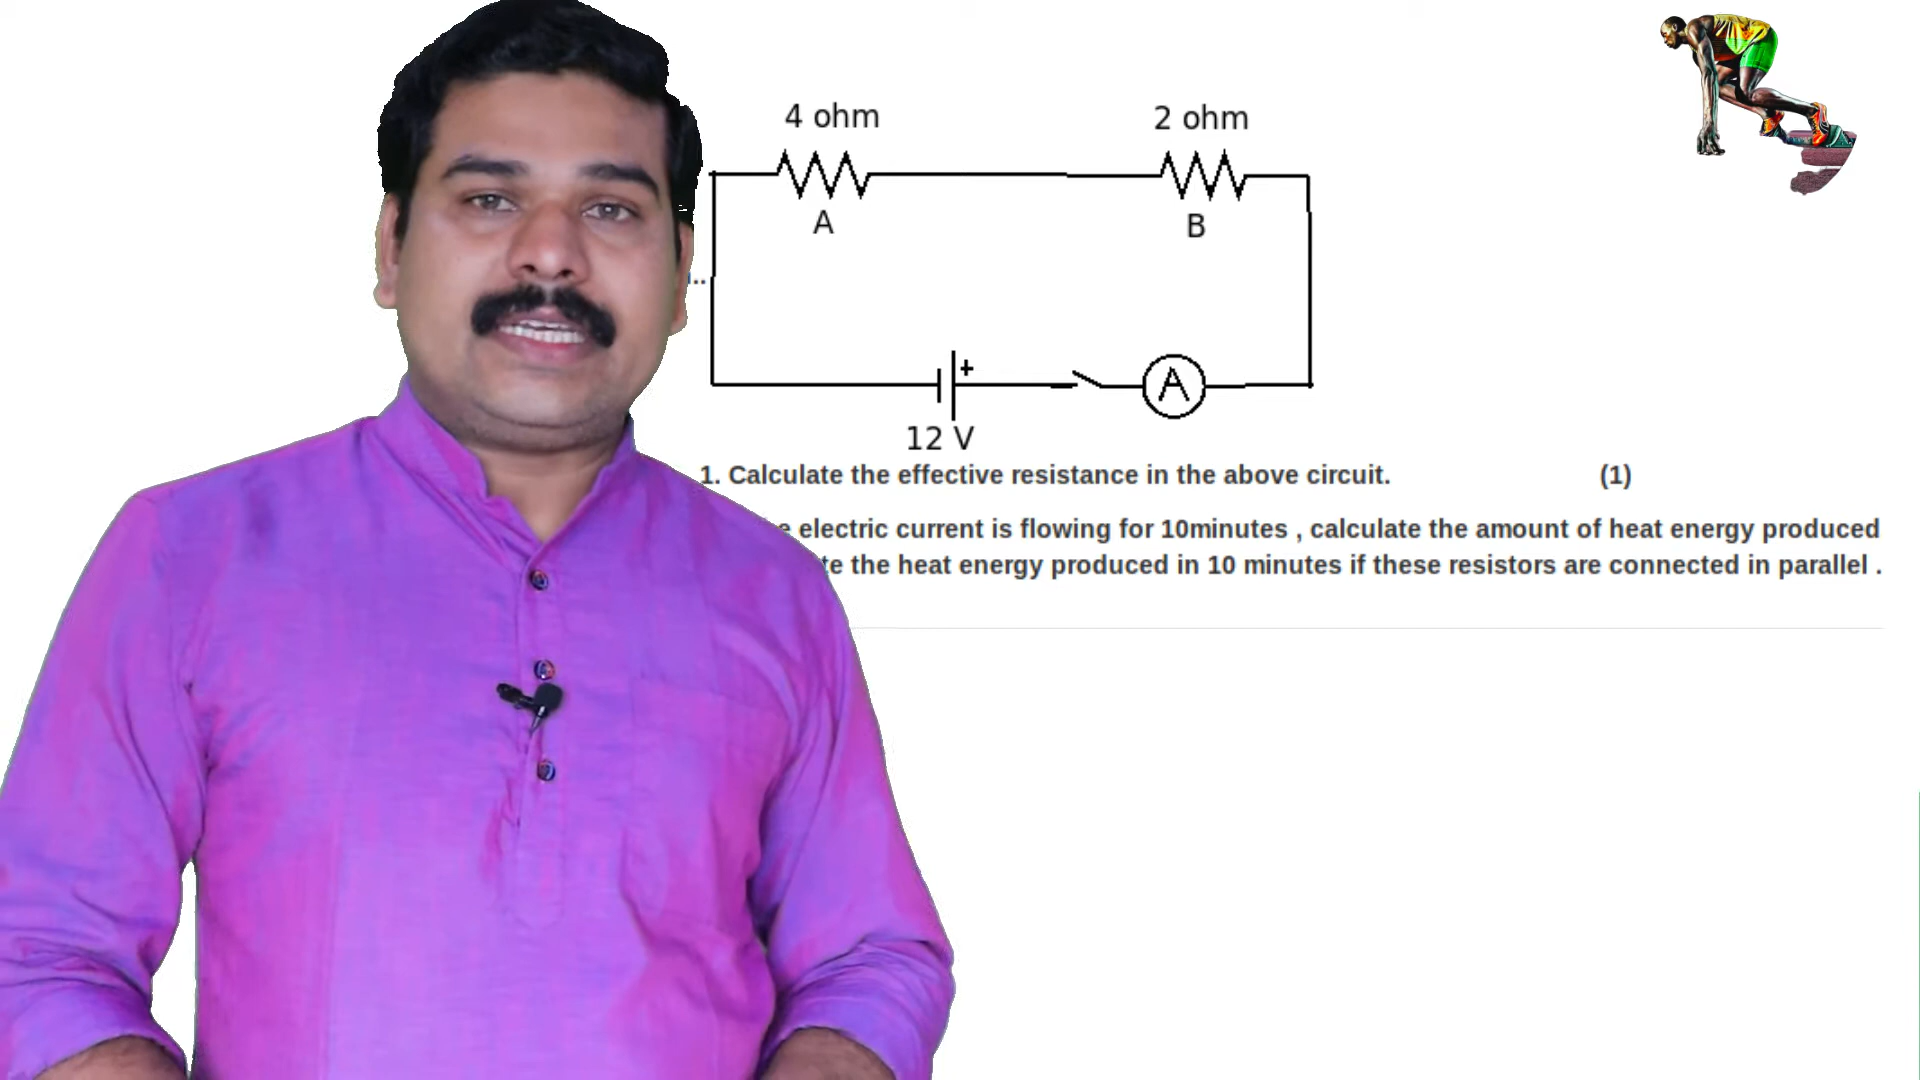 4 ohm
2 ohm
A
B
+
A
12 V
1. Calculate the effective resistance in the above circuit. (1)
electric current is flowing for 10minutes , calculate the amount of heat energy produced
the heat energy produced in 10 minutes if these resistors are connected in parallel .